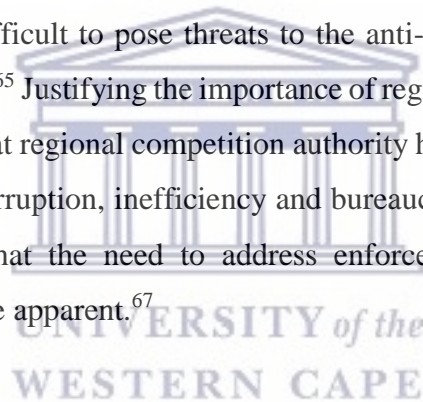 fficult to pose threats to the anti-
65 Justifying the importance of reg
at regional competition authority h
rruption, inefficiency and bureauc
hat the need to address enforce
e apparent.67
UNIVERSITY of the
WESTERN CAPE